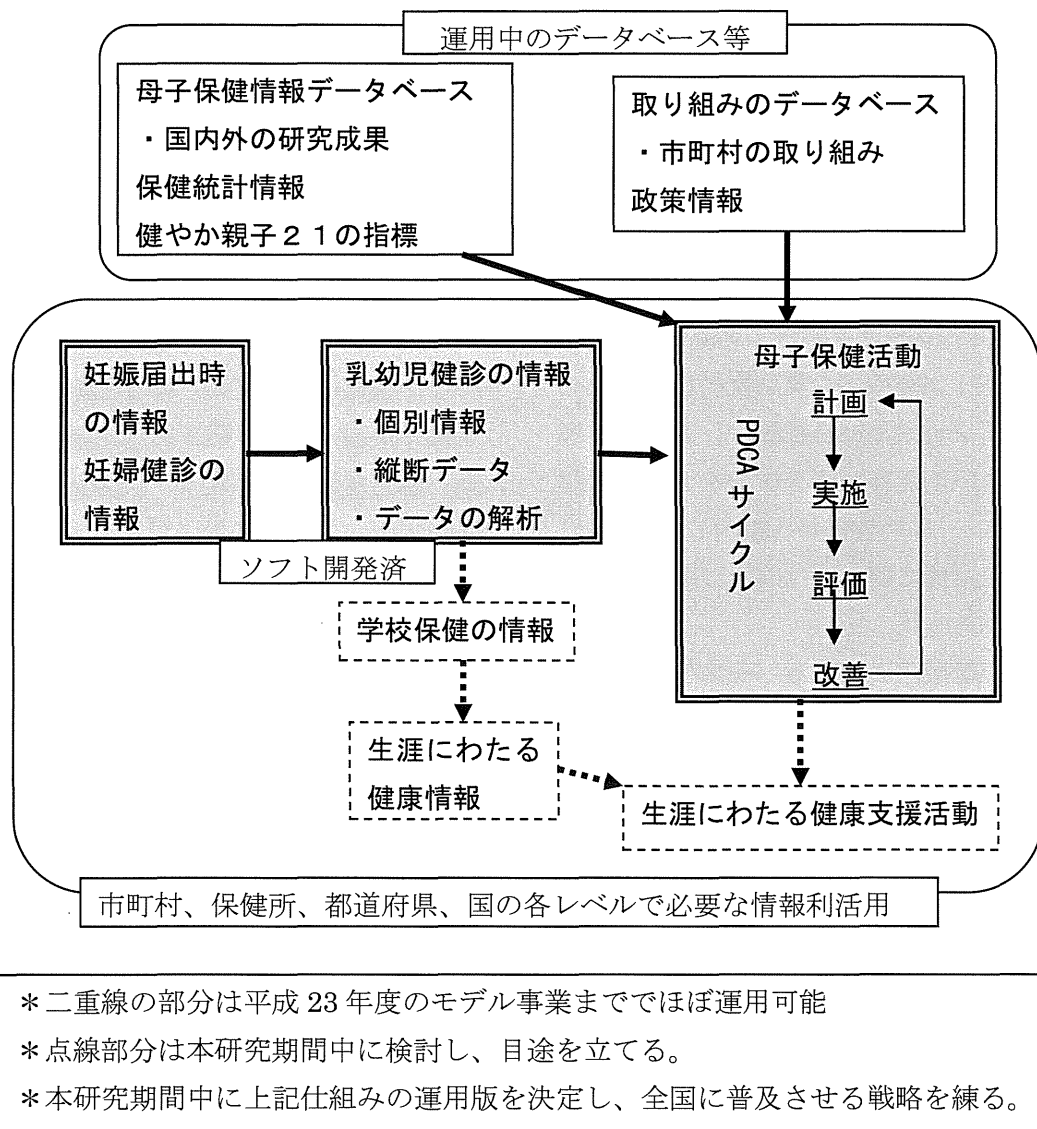 運用中のデータベース等
母子保健情報データベース
・国内外の研究成果
保健統計情報
健やか親子２１の指標
取り組みのデータベース
・市町村の取り組み
政策情報
妊娠届出時
の情報
妊婦健診の
情報
乳幼児健診の情報
・個別情報
・縦断データ
・データの解析
ソフト開発済
母子保健活動
PDCAサイクル
計画
実施
評価
改善
学校保健の情報
生涯にわたる
健康情報
生涯にわたる健康支援活動
市町村、保健所、都道府県、国の各レベルで必要な情報利活用
＊二重線の部分は平成 23 年度のモデル事業まででほぼ運用可能
＊点線部分は本研究期間中に検討し、目途を立てる。
＊本研究期間中に上記仕組みの運用版を決定し、全国に普及させる戦略を練る。